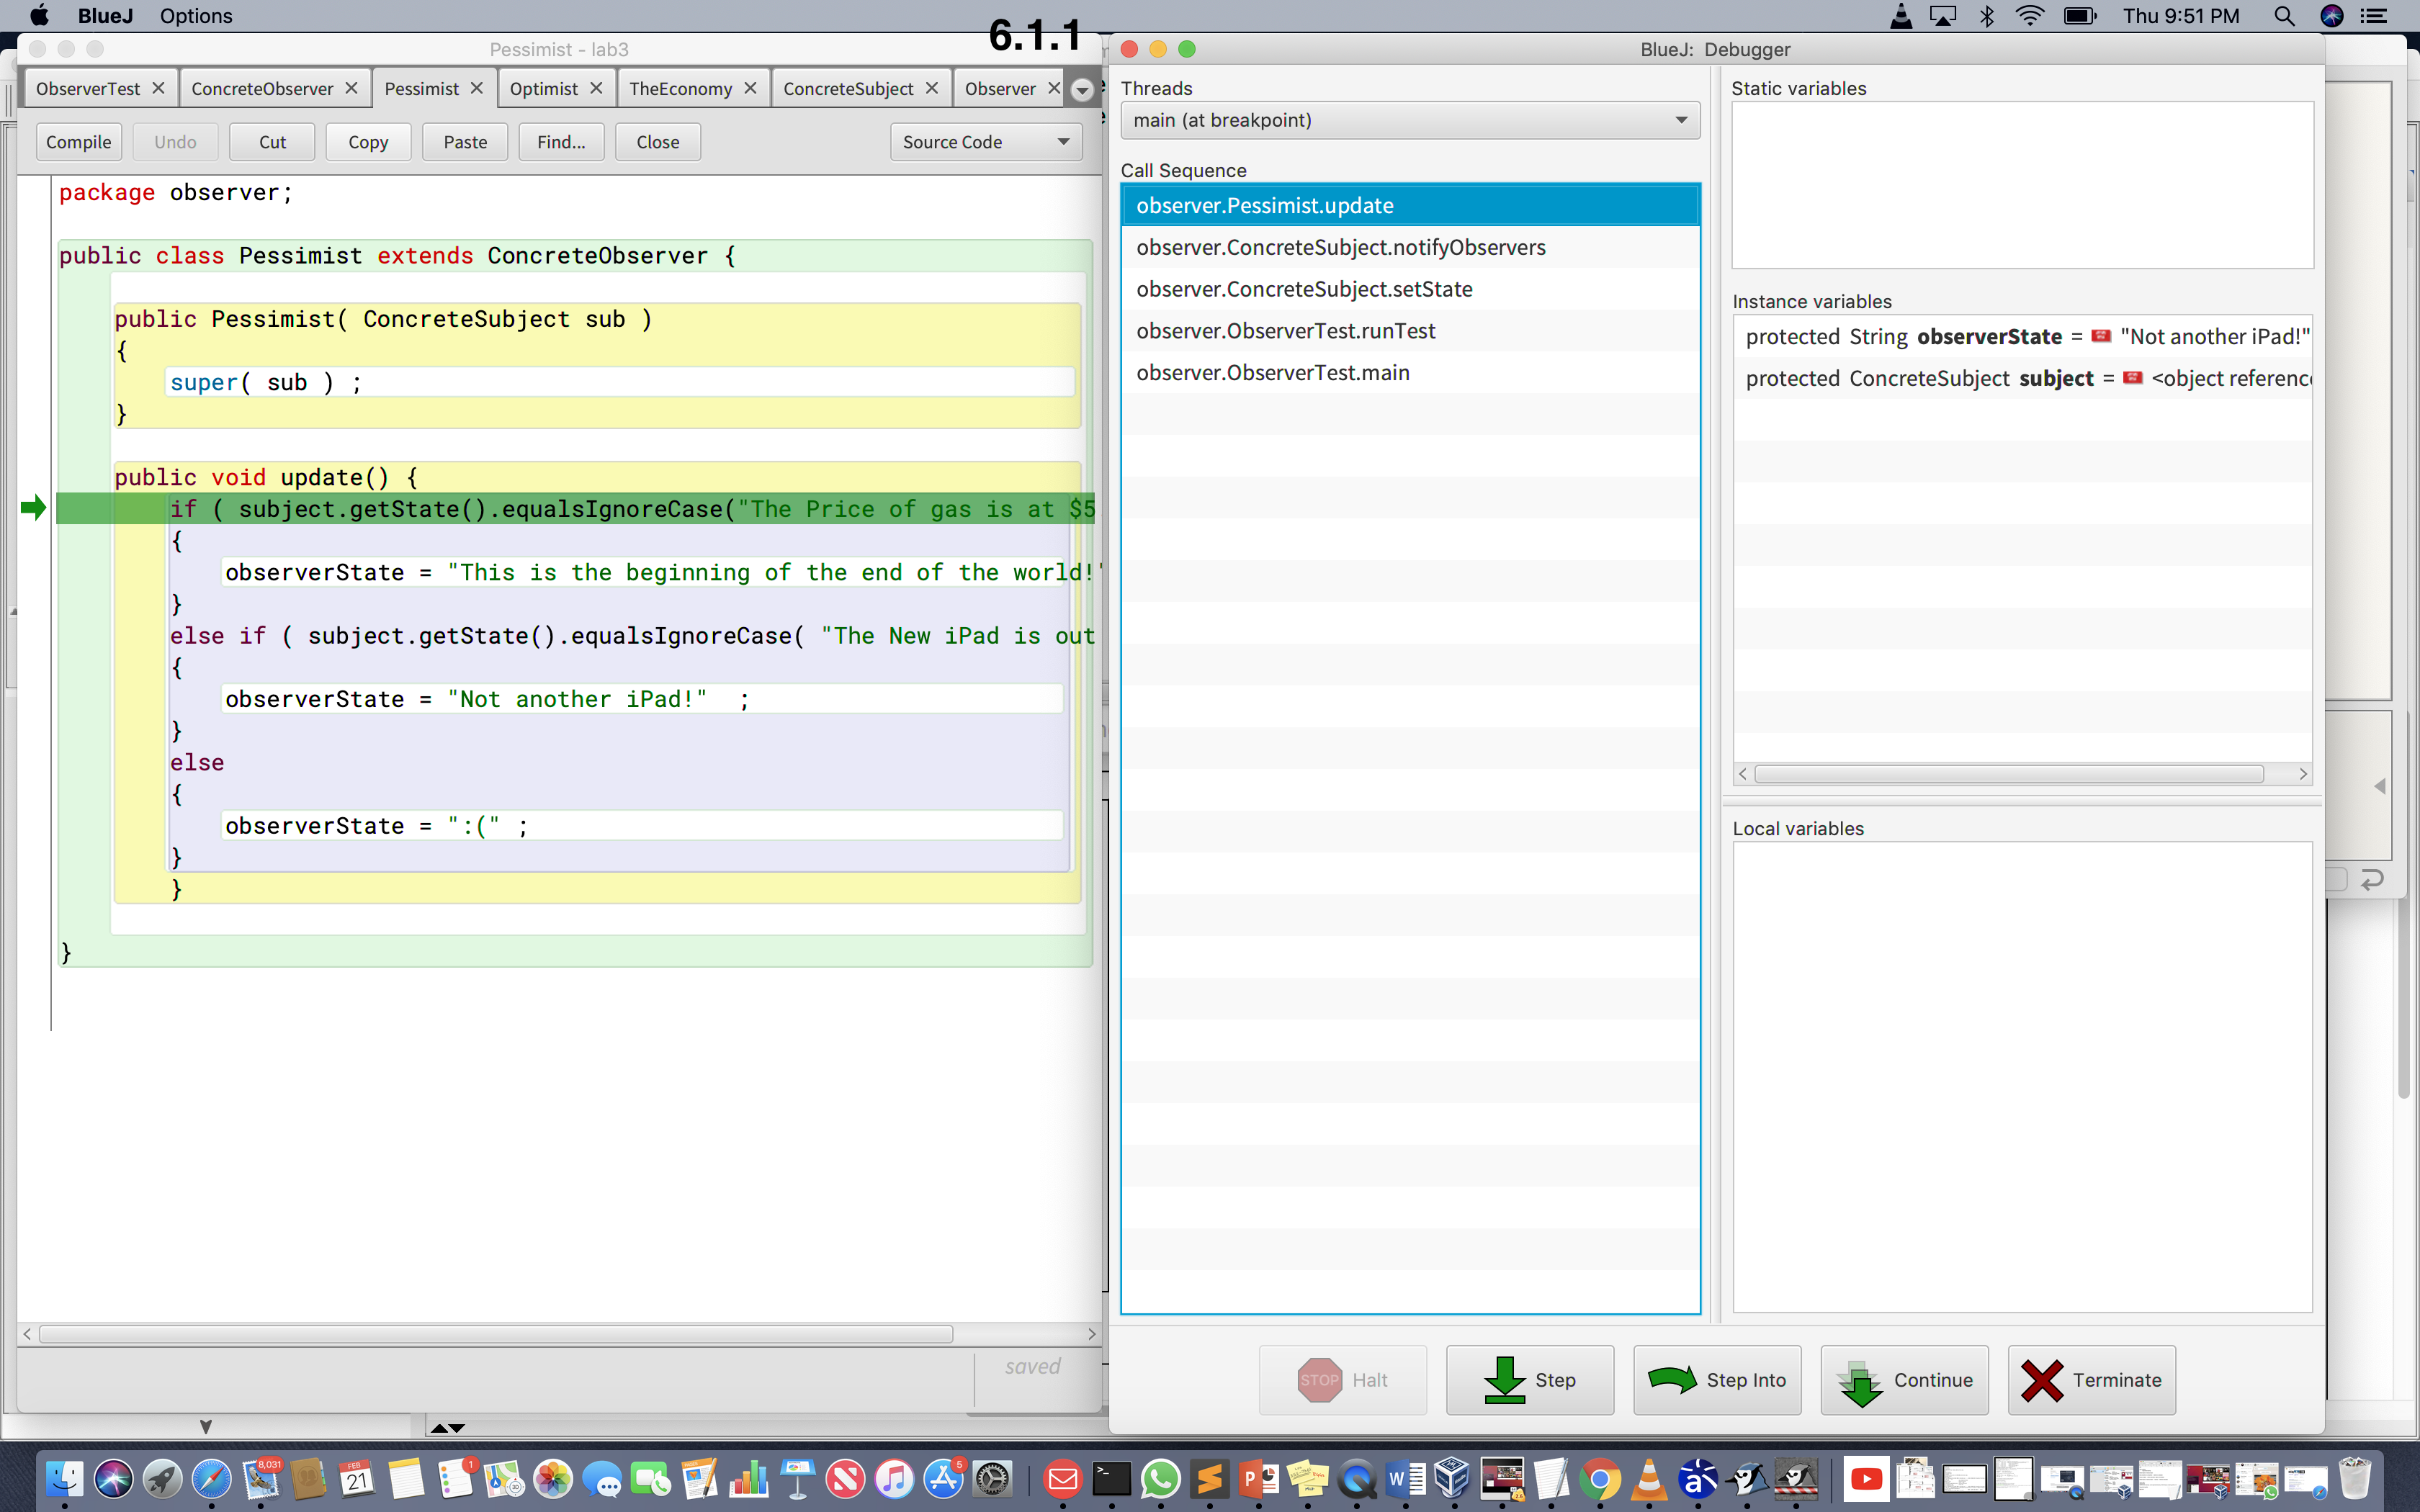 BlueJ Options
Thu 9:51 PM
6.1.1
Pessimist - lab3
ObserverTest ConcreteObserver Pessimist Optimist TheEconomy ConcreteSubject Observer
Compile Undo Cut Copy Paste Find... Close Source Code
package observer;
public class Pessimist extends ConcreteObserver {
public Pessimist( ConcreteSubject sub )
{
super( sub ) ;
}
public void update() {
if ( subject.getState().equalsIgnoreCase("The Price of gas is at $5
{
observerState = "This is the beginning of the end of the world!"
}
else if ( subject.getState().equalsIgnoreCase( "The New iPad is out
{
observerState = "Not another iPad!"  ;
}
else
{
observerState = ":(" ;
}
}
}
saved
BlueJ: Debugger
Threads
main (at breakpoint)
Call Sequence
observer.Pessimist.update
observer.ConcreteSubject.notifyObservers
observer.ConcreteSubject.setState
observer.ObserverTest.runTest
observer.ObserverTest.main
Static variables
Instance variables
protected String observerState = "Not another iPad!"
protected ConcreteSubject subject = <object referenc
Local variables
STOP Halt Step Step Into Continue Terminate
8,031
FEB
21
1
5